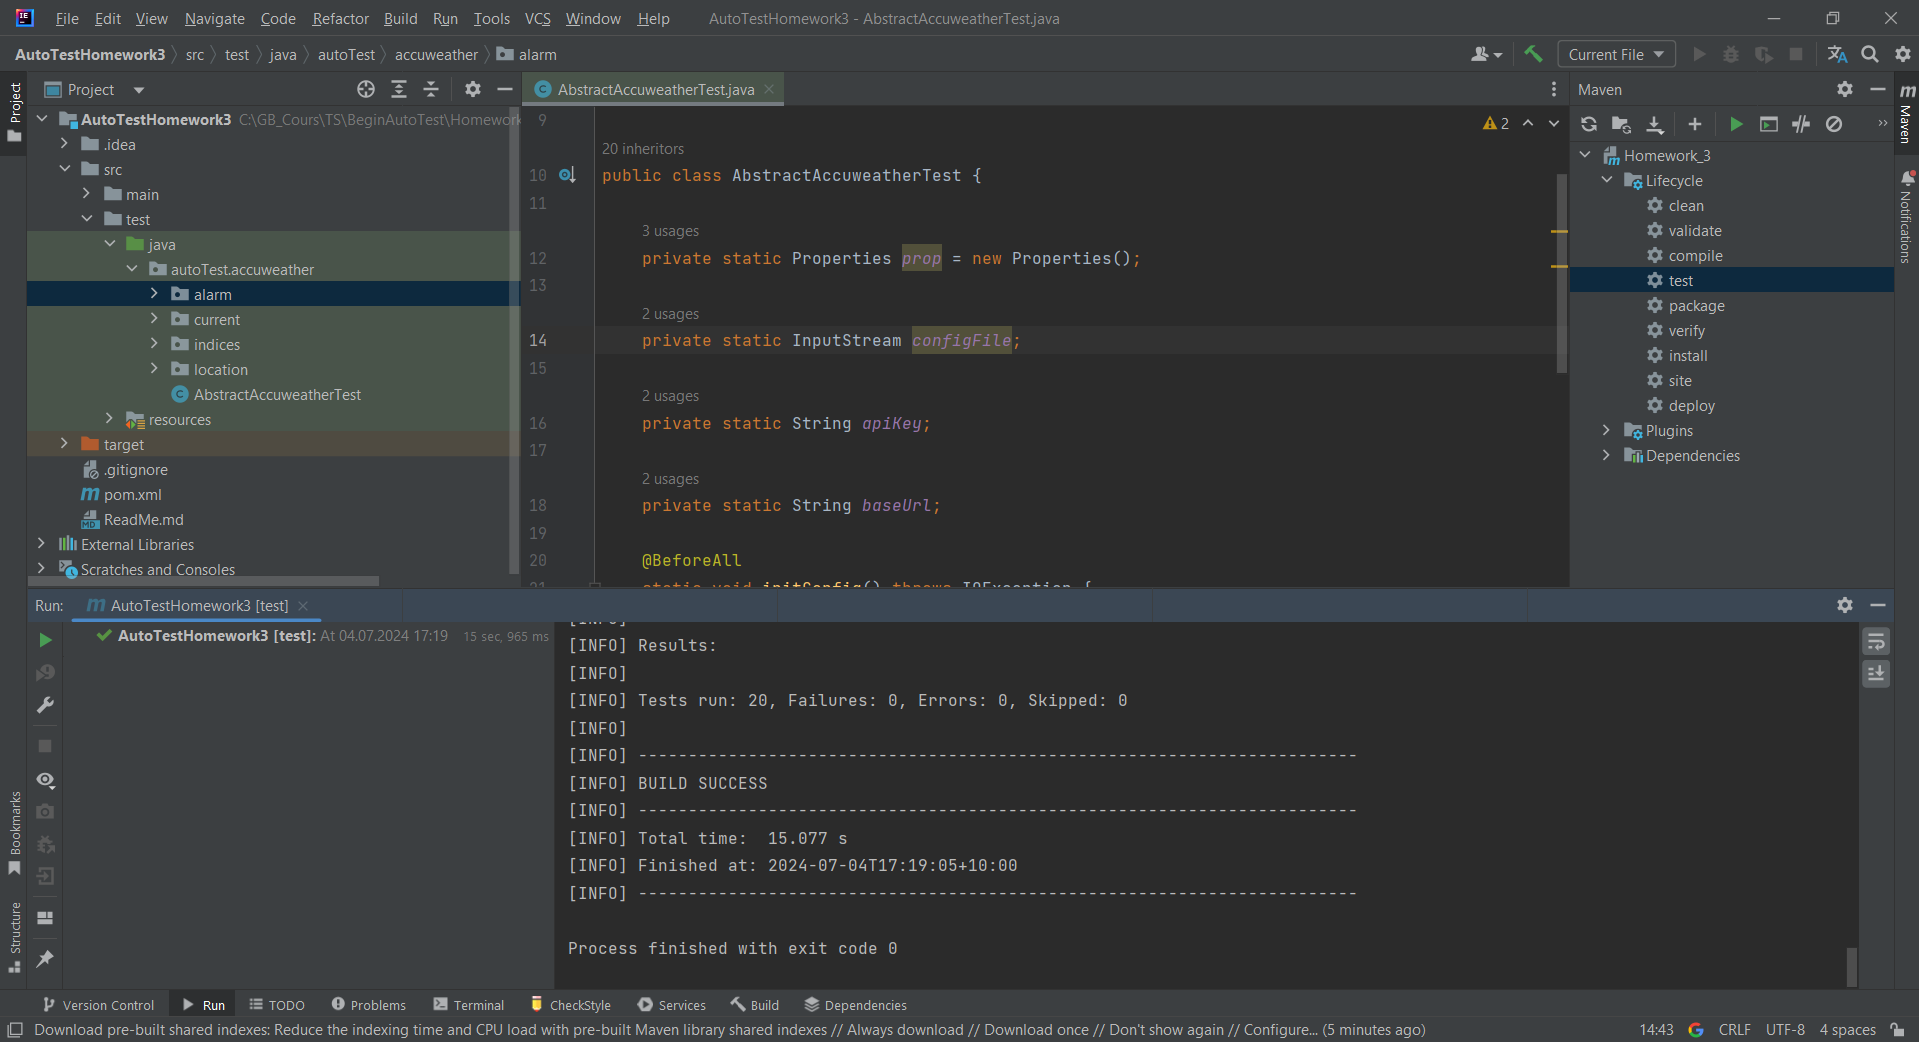 File Edit View Navigate Code Refactor Build Run Tools VCS Window Help AutoTestHomework3 - AbstractAccuweatherTest.java
AutoTestHomework3 src test java autoTest accuweather alarm Current File
Project
Project
AbstractAccuweatherTest.java
Maven
AutoTestHomework3 C:\GB_Cours\TS\BeginAutoTest\Homework
.idea
src
main
test
java
autoTest.accuweather
alarm
current
indices
location
AbstractAccuweatherTest
resources
target
.gitignore
pom.xml
ReadMe.md
External Libraries
Scratches and Consoles
9
2
20 inheritors
10 public class AbstractAccuweatherTest {
11
3 usages
12 private static Properties prop = new Properties();
13
2 usages
14 private static InputStream configFile;
15
2 usages
16 private static String apiKey;
17
2 usages
18 private static String baseUrl;
19
20 @BeforeAll
21 static void initConfig() throws IOException {
Homework_3
Lifecycle
clean
validate
compile
test
package
verify
install
site
deploy
Plugins
Dependencies
Maven
Notifications
Run: AutoTestHomework3 [test]
AutoTestHomework3 [test]: At 04.07.2024 17:19 15 sec, 965 ms
[INFO]
[INFO] Results:
[INFO]
[INFO] Tests run: 20, Failures: 0, Errors: 0, Skipped: 0
[INFO]
[INFO] ------------------------------------------------------------------------
[INFO] BUILD SUCCESS
[INFO] ------------------------------------------------------------------------
[INFO] Total time:  15.077 s
[INFO] Finished at: 2024-07-04T17:19:05+10:00
[INFO] ------------------------------------------------------------------------
Process finished with exit code 0
Bookmarks
Structure
Version Control Run TODO Problems Terminal CheckStyle Services Build Dependencies
Download pre-built shared indexes: Reduce the indexing time and CPU load with pre-built Maven library shared indexes // Always download // Download once // Don't show again // Configure... (5 minutes ago) 14:43 CRLF UTF-8 4 spaces